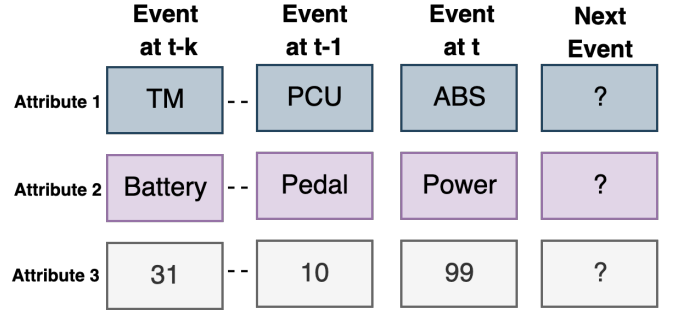 Event Event Event Next
at t-k at t-1 at t Event
Attribute 1 TM -- PCU ABS ?
Attribute 2 Battery -- Pedal Power ?
Attribute 3 31 -- 10 99 ?